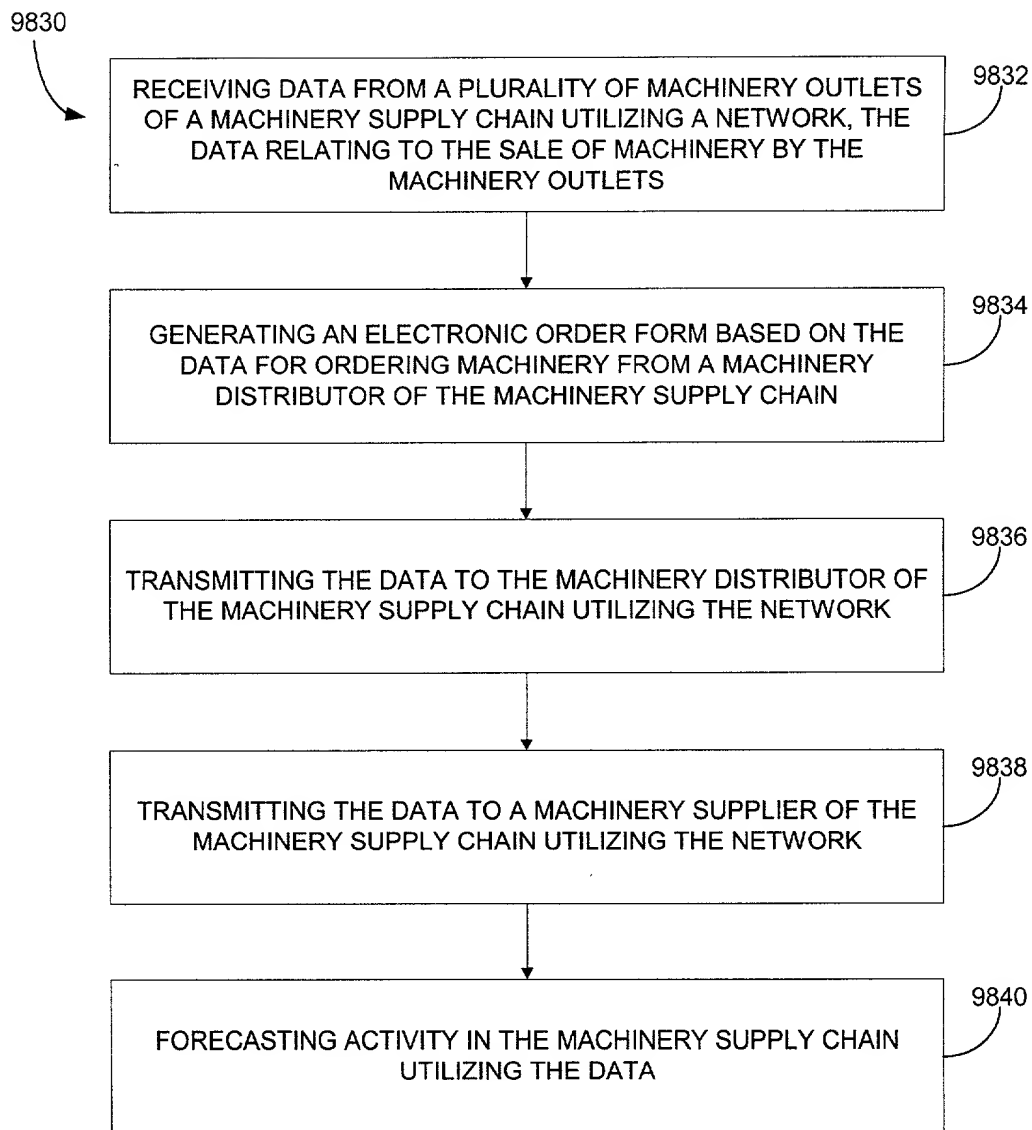 9830
RECEIVING DATA FROM A PLURALITY OF MACHINERY OUTLETS
OF A MACHINERY SUPPLY CHAIN UTILIZING A NETWORK, THE
DATA RELATING TO THE SALE OF MACHINERY BY THE
MACHINERY OUTLETS
9832
GENERATING AN ELECTRONIC ORDER FORM BASED ON THE
DATA FOR ORDERING MACHINERY FROM A MACHINERY
DISTRIBUTOR OF THE MACHINERY SUPPLY CHAIN
9834
TRANSMITTING THE DATA TO THE MACHINERY DISTRIBUTOR OF
THE MACHINERY SUPPLY CHAIN UTILIZING THE NETWORK
9836
TRANSMITTING THE DATA TO A MACHINERY SUPPLIER OF THE
MACHINERY SUPPLY CHAIN UTILIZING THE NETWORK
9838
FORECASTING ACTIVITY IN THE MACHINERY SUPPLY CHAIN
UTILIZING THE DATA
9840